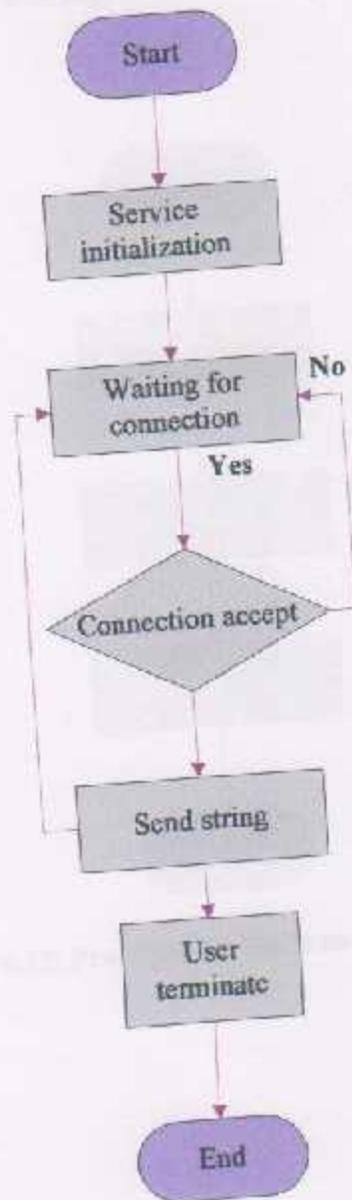 Start
Service
initialization
Waiting for
connection
No
Yes
Connection accept
Send string
User
terminate
End